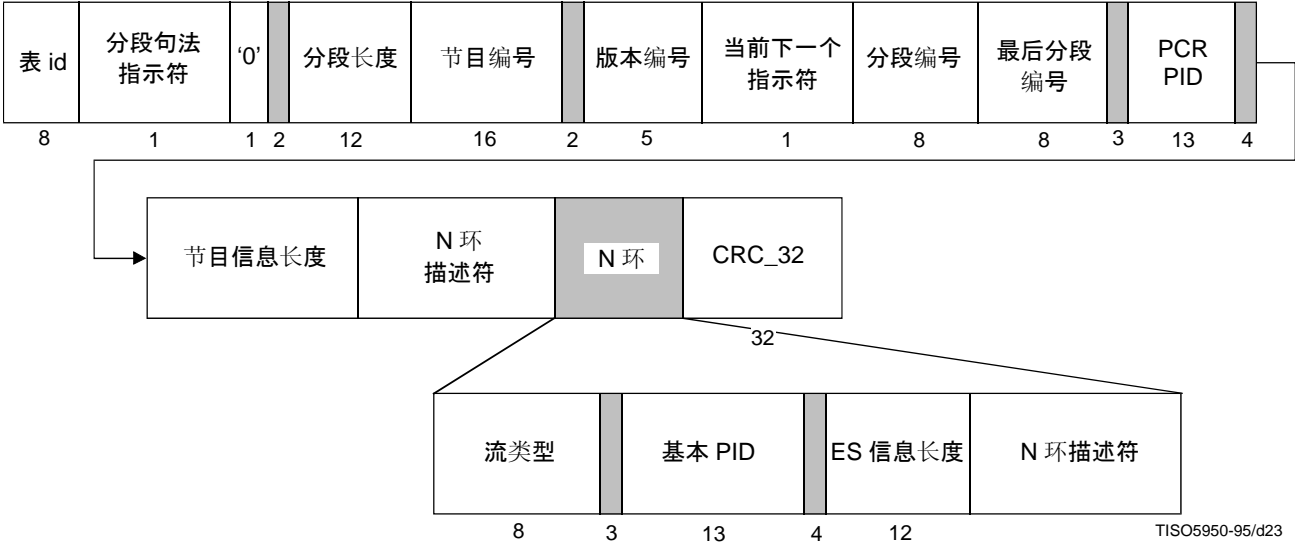 表 id
分段句法
指示符
‘0’
分段长度
节目编号
版本编号
当前下一个
指示符
分段编号
最后分段
编号
PCR
PID
8 1 1 2 12 16 2 5 1 8 8 3 13 4
节目信息长度
N 环
描述符
N 环
CRC_32
32
流类型
基本 PID
ES 信息长度
N 环描述符
8 3 13 4 12
TISO5950-95/d23